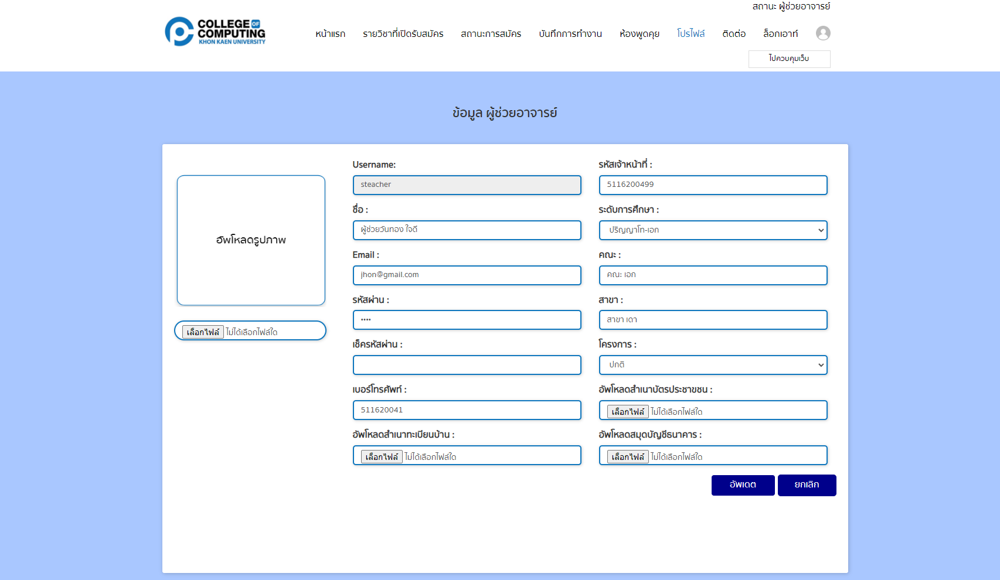 สถานะ ผู้ช่วยอาจารย์
COLLEGE OF
COMPUTING
KHON KAEN UNIVERSITY
หน้าแรก รายวิชาที่เปิดรับสมัคร สถานะการสมัคร บันทึกการทำงาน ห้องพูดคุย โปรไฟล์ ติดต่อ ล็อกเอาท์
ไปควบคุมเว็บ
ข้อมูล ผู้ช่วยอาจารย์
อัพโหลดรูปภาพ
เลือกไฟล์ ไม่ได้เลือกไฟล์ใด
Username: รหัสเจ้าหน้าที่ :
steacher 5116200499
ชื่อ : ระดับการศึกษา :
ผู้ช่วยวันทอง ใจดี ปริญญาโท-เอก
Email : คณะ :
jhon@gmail.com คณะ เอก
รหัสผ่าน : สาขา :
•••• สาขา เดา
เช็ครหัสผ่าน : โครงการ :
ปกติ
เบอร์โทรศัพท์ : อัพโหลดสำเนาบัตรประชาขชน :
511620041 เลือกไฟล์ ไม่ได้เลือกไฟล์ใด
อัพโหลดสำเนาทะเบียนบ้าน : อัพโหลดสมุดบัญชีธนาคาร :
เลือกไฟล์ ไม่ได้เลือกไฟล์ใด เลือกไฟล์ ไม่ได้เลือกไฟล์ใด
อัพเดต ยกเลิก